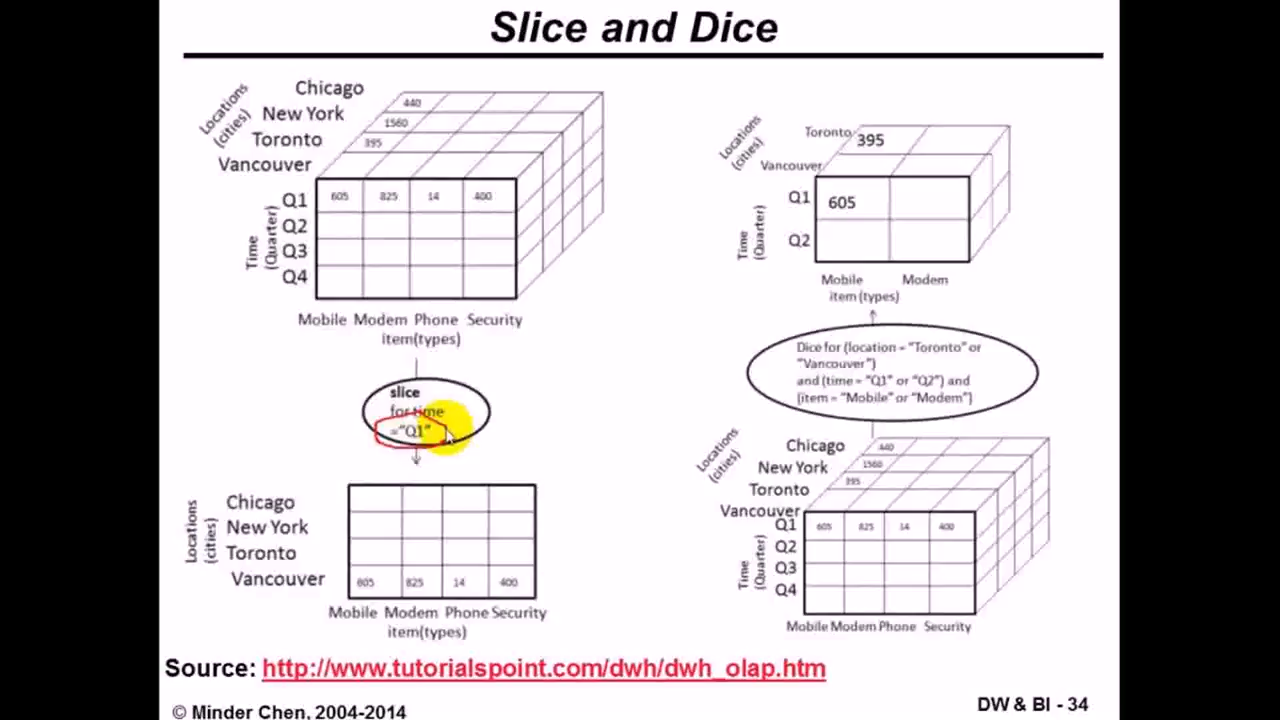 Slice and Dice
Locations
(cities)
Chicago
New York
Toronto
Vancouver
440
1560
395
Time
(Quarter)
Q1
Q2
Q3
Q4
605 825 14 400
Mobile Modem Phone Security
item(types)
slice
for time
="Q1"
Locations
(cities)
Chicago
New York
Toronto
Vancouver
605 825 14 400
Mobile Modem Phone Security
item(types)
Locations
(cities)
Toronto
Vancouver
395
Time
(Quarter)
Q1
Q2
605
Mobile Modem
item(types)
Dice for (location = "Toronto" or
"Vancouver")
and (time = "Q1" or "Q2") and
(item = "Mobile" or "Modem")
Locations
(cities)
Chicago
New York
Toronto
Vancouver
440
1560
395
Time
(Quarter)
Q1
Q2
Q3
Q4
605 825 14 400
Mobile Modem Phone Security
Source: http://www.tutorialspoint.com/dwh/dwh_olap.htm
© Minder Chen, 2004-2014
DW & BI - 34